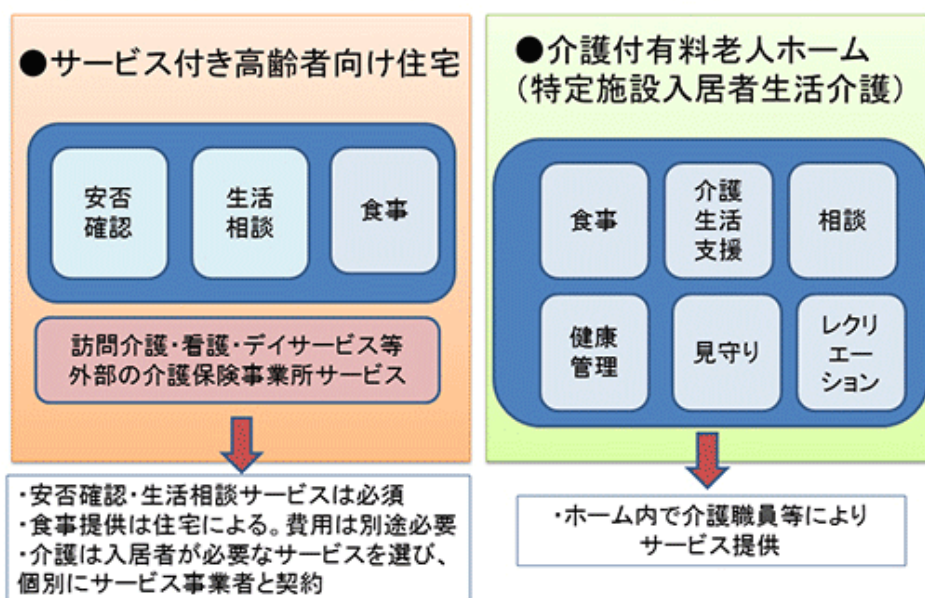 ●サービス付き高齢者向け住宅
安否
確認
生活
相談
食事
訪問介護・看護・デイサービス等
外部の介護保険事業所サービス
・安否確認・生活相談サービスは必須
・食事提供は住宅による。費用は別途必要
・介護は入居者が必要なサービスを選び、
個別にサービス事業者と契約
●介護付有料老人ホーム
（特定施設入居者生活介護）
食事
介護
生活
支援
相談
健康
管理
見守り
レクリ
エー
ション
・ホーム内で介護職員等により
サービス提供